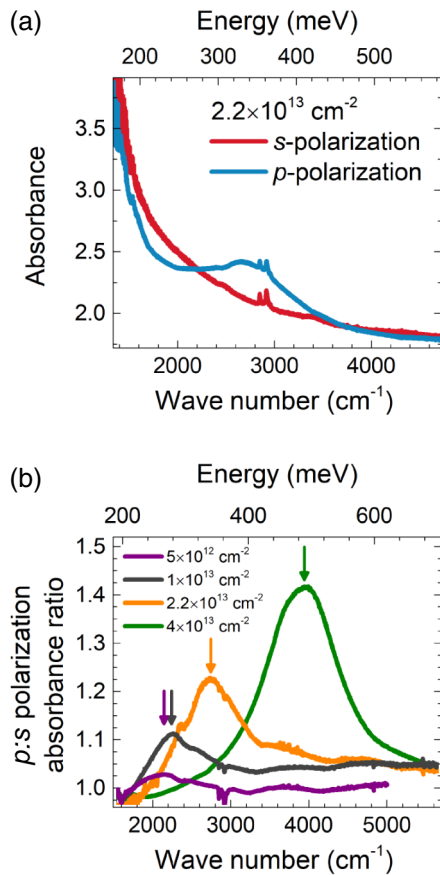 (a)
Energy (meV)
200 300 400 500
2.2×10¹³ cm⁻²
s-polarization
p-polarization
3.5
3.0
2.5
2.0
Absorbance
2000 3000 4000
Wave number (cm⁻¹)
(b)
Energy (meV)
200 400 600
5×10¹² cm⁻²
1×10¹³ cm⁻²
2.2×10¹³ cm⁻²
4×10¹³ cm⁻²
1.5
1.4
1.3
1.2
1.1
1.0
p:s polarization
absorbance ratio
2000 3000 4000 5000
Wave number (cm⁻¹)